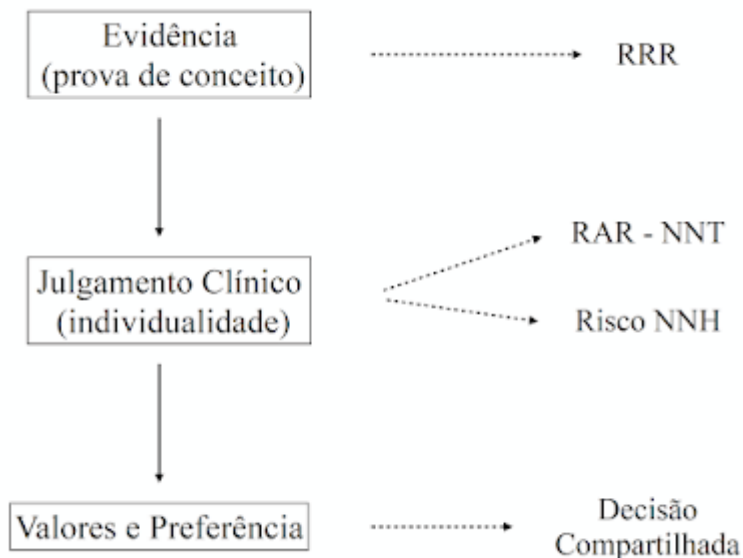 Evidência
(prova de conceito)
RRR
RAR - NNT
Julgamento Clínico
(individualidade)
Risco NNH
Valores e Preferência
Decisão
Compartilhada